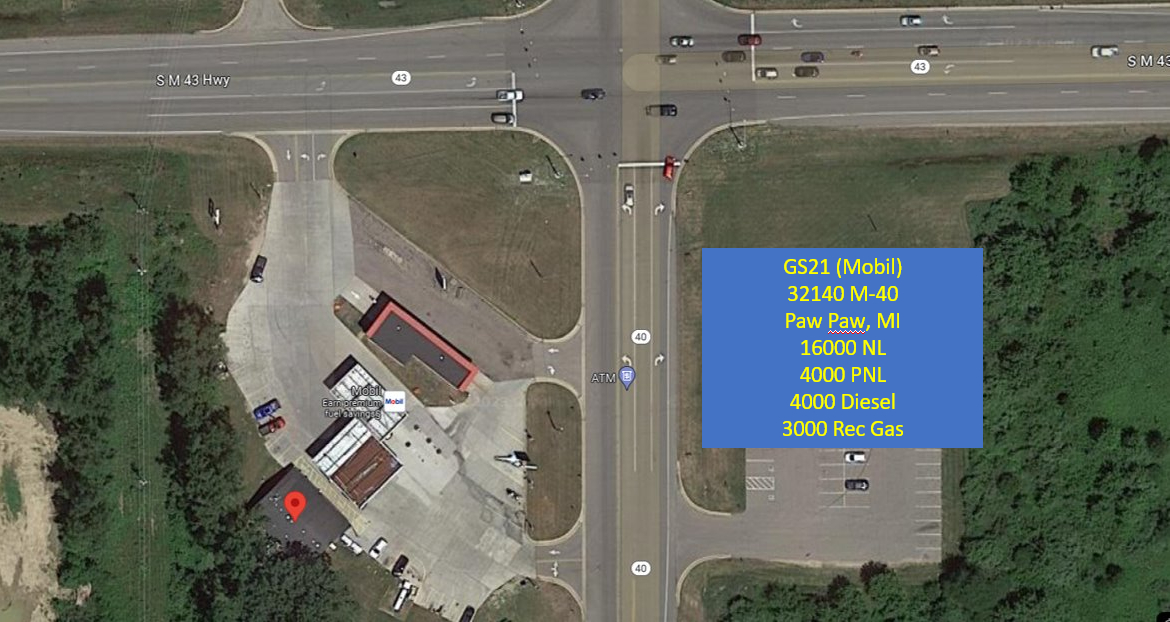 S M 43 Hwy
43
43
S M 43
GS21 (Mobil)
32140 M-40
Paw Paw, MI
16000 NL
4000 PNL
4000 Diesel
3000 Rec Gas
40
ATM
Mobil
Earn premium
fuel savings
Mobil
40